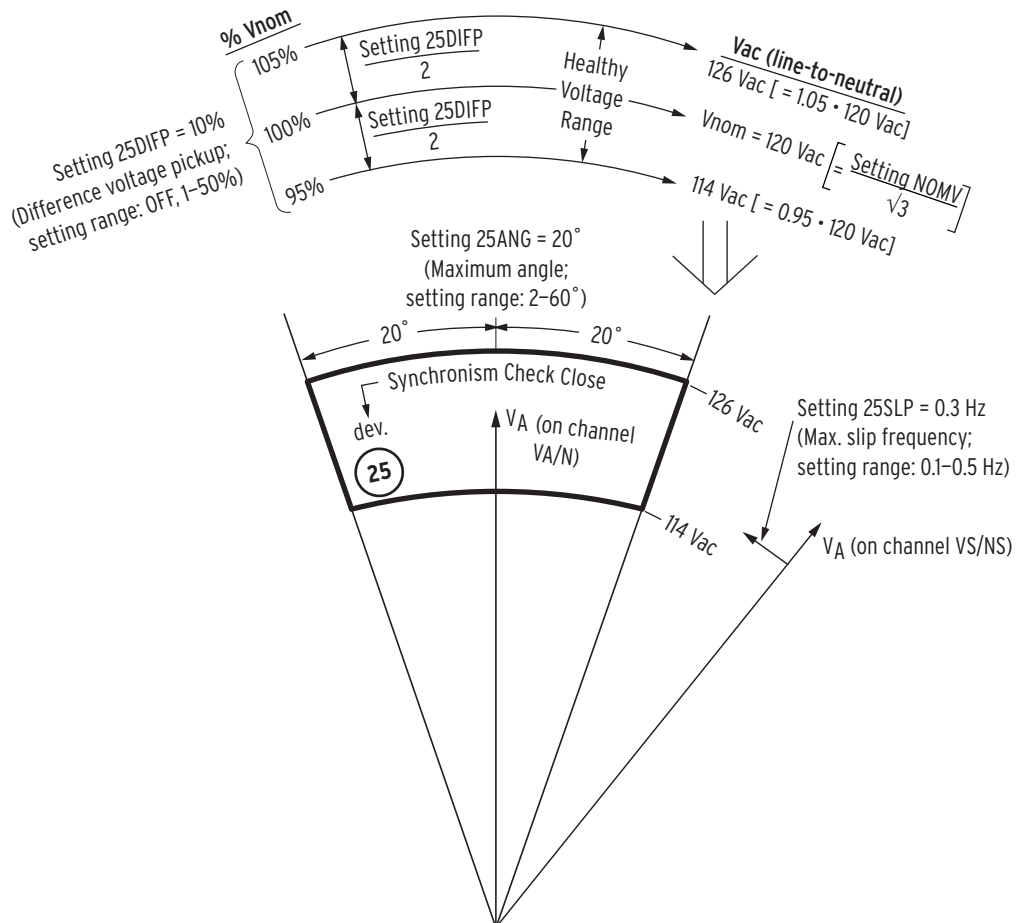 % Vnom
105%
100%
95%
Setting 25DIFP = 10%
(Difference voltage pickup;
setting range: OFF, 1–50%)
Setting 25DIFP
2
Setting 25DIFP
2
Healthy
Voltage
Range
Vac (line-to-neutral)
126 Vac [ = 1.05 • 120 Vac]
Vnom = 120 Vac [= Setting NOMV
√3 ]
114 Vac [ = 0.95 • 120 Vac]
Setting 25ANG = 20˚
(Maximum angle;
setting range: 2–60˚)
20˚
20˚
Synchronism Check Close
dev.
25
VA (on channel
VA/N)
126 Vac
114 Vac
Setting 25SLP = 0.3 Hz
(Max. slip frequency;
setting range: 0.1–0.5 Hz)
VA (on channel VS/NS)